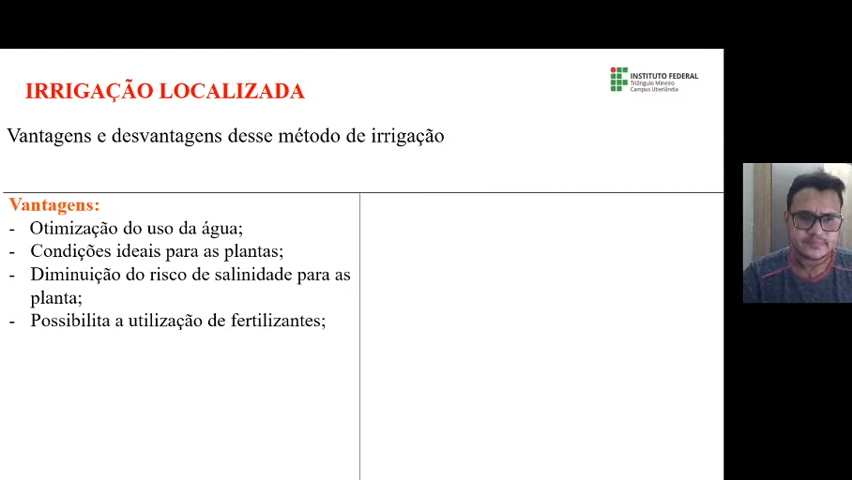 IRRIGAÇÃO LOCALIZADA
INSTITUTO FEDERAL
Triângulo Mineiro
Campus Uberlândia
Vantagens e desvantagens desse método de irrigação
Vantagens:
- Otimização do uso da água;
- Condições ideais para as plantas;
- Diminuição do risco de salinidade para as
planta;
- Possibilita a utilização de fertilizantes;